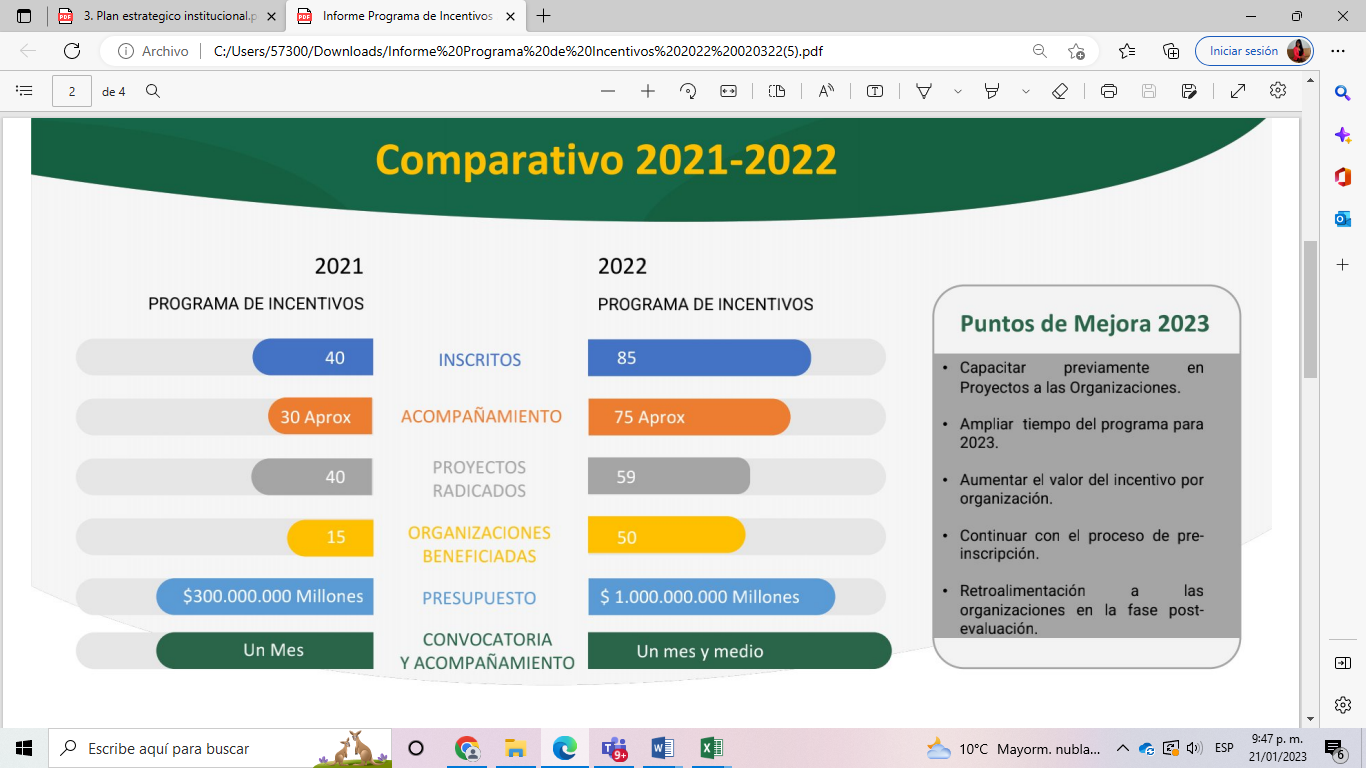 3. Plan estrategico institucional.p
Informe Programa de Incentivos
Archivo
C:/Users/57300/Downloads/Informe%20Programa%20de%20Incentivos%202022%20020322(5).pdf
Iniciar sesión
2
de 4
Comparativo 2021-2022
2021
PROGRAMA DE INCENTIVOS
2022
PROGRAMA DE INCENTIVOS
40
INSCRITOS
85
30 Aprox
ACOMPAÑAMIENTO
75 Aprox
40
PROYECTOS
RADICADOS
59
15
ORGANIZACIONES
BENEFICIADAS
50
$300.000.000 Millones
PRESUPUESTO
$ 1.000.000.000 Millones
Un Mes
CONVOCATORIA
Y ACOMPAÑAMIENTO
Un mes y medio
Puntos de Mejora 2023
• Capacitar previamente en
Proyectos a las Organizaciones.
• Ampliar tiempo del programa para
2023.
• Aumentar el valor del incentivo por
organización.
• Continuar con el proceso de pre-
inscripción.
• Retroalimentación a las
organizaciones en la fase post-
evaluación.
Escribe aquí para buscar
9+
10°C Mayorm. nubla...
ESP
9:47 p. m.
21/01/2023
6